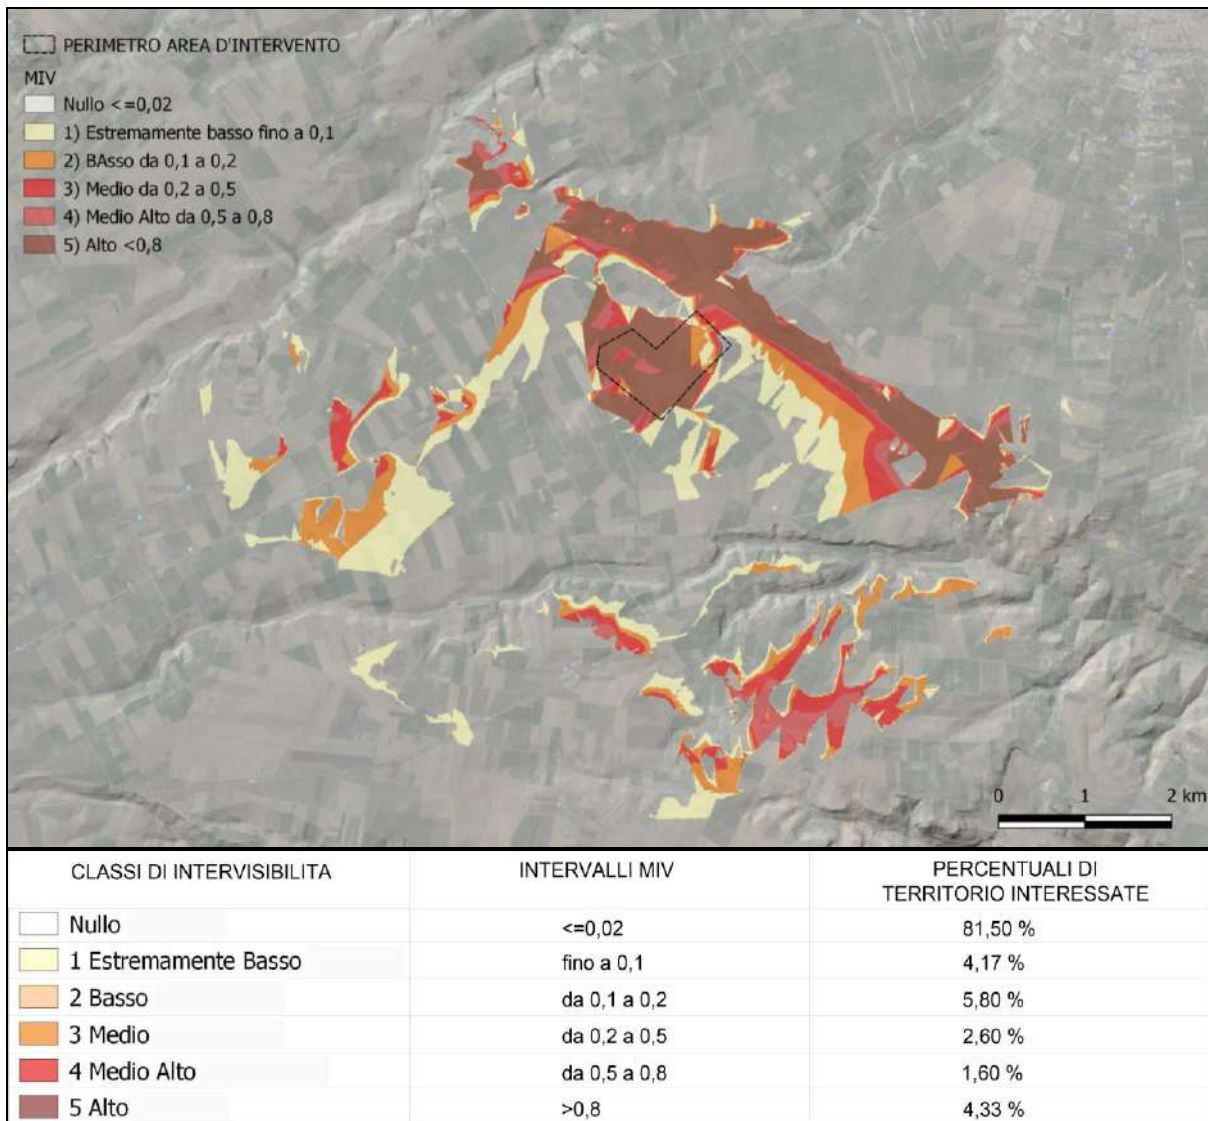 PERIMETRO AREA D'INTERVENTO
MIV
Nullo <=0,02
1) Estremamente basso fino a 0,1
2) BAsso da 0,1 a 0,2
3) Medio da 0,2 a 0,5
4) Medio Alto da 0,5 a 0,8
5) Alto <0,8
0 1 2 km
CLASSI DI INTERVISIBILITA INTERVALLI MIV PERCENTUALI DI
TERRITORIO INTERESSATE
Nullo <=0,02 81,50 %
1 Estremamente Basso fino a 0,1 4,17 %
2 Basso da 0,1 a 0,2 5,80 %
3 Medio da 0,2 a 0,5 2,60 %
4 Medio Alto da 0,5 a 0,8 1,60 %
5 Alto >0,8 4,33 %